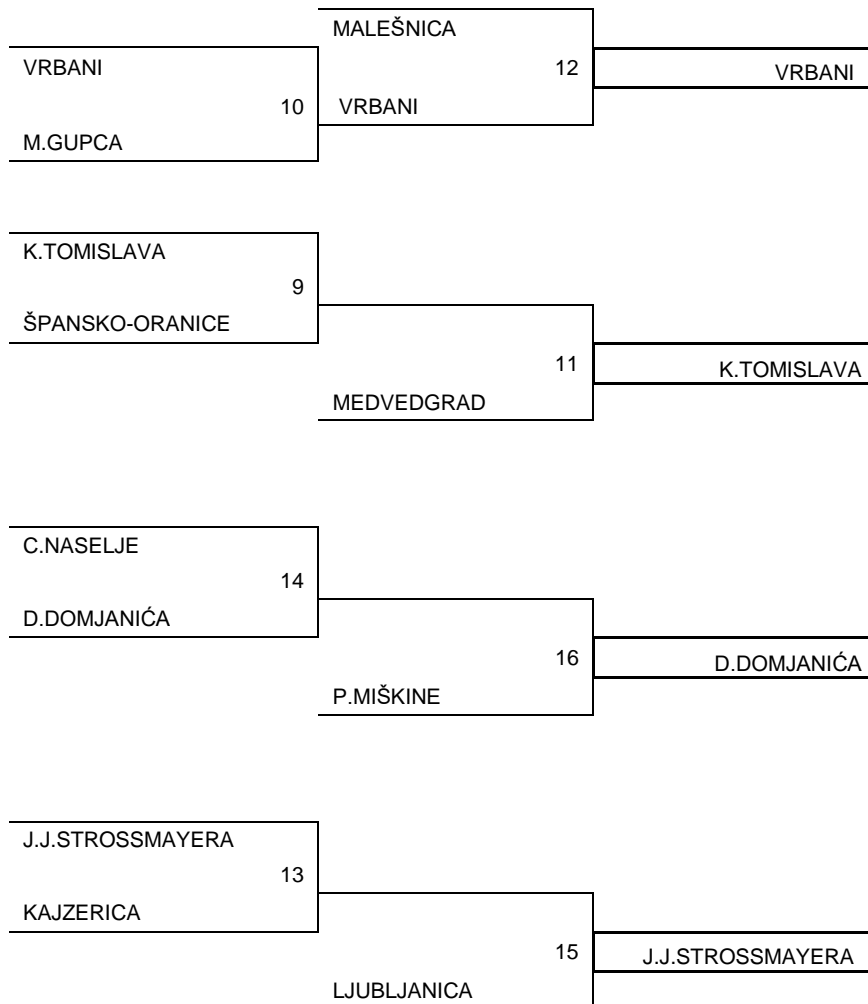 MALEŠNICA
VRBANI
12
VRBANI
10
VRBANI
M.GUPCA
K.TOMISLAVA
9
ŠPANSKO-ORANICE
11
K.TOMISLAVA
MEDVEDGRAD
C.NASELJE
14
D.DOMJANIĆA
16
D.DOMJANIĆA
P.MIŠKINE
J.J.STROSSMAYERA
13
KAJZERICA
15
J.J.STROSSMAYERA
LJUBLJANICA